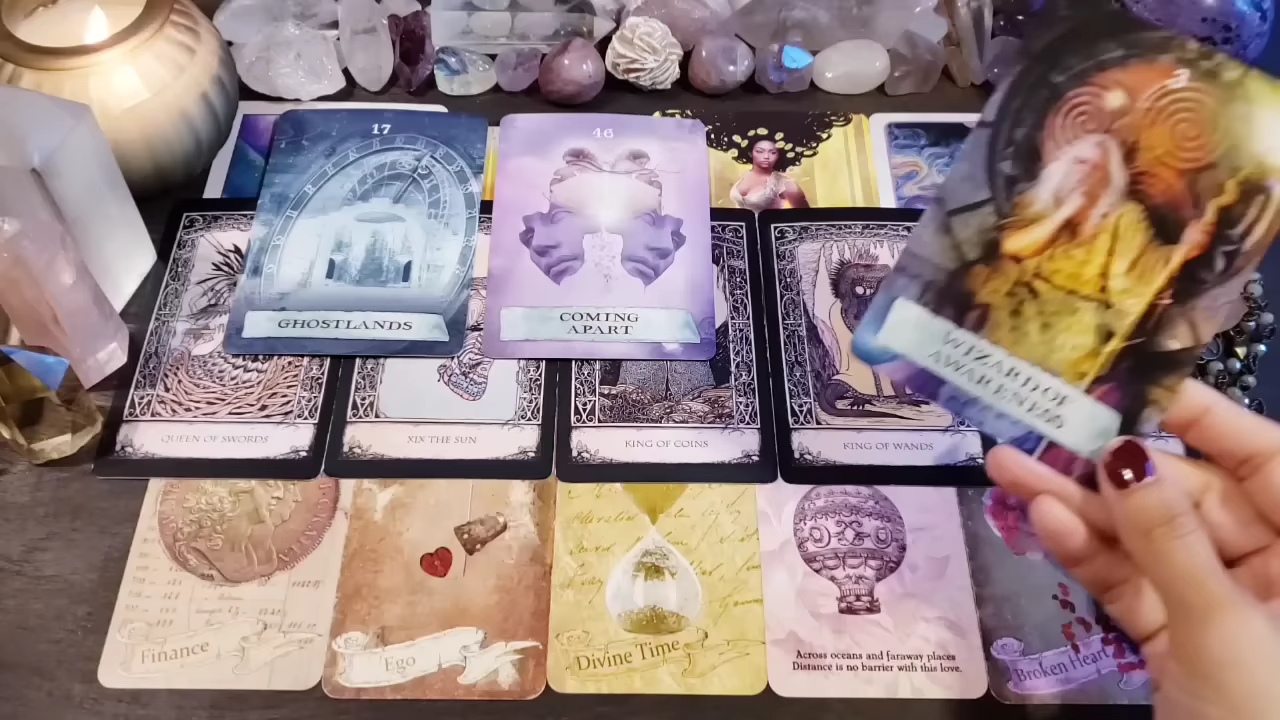 17
46
3
GHOSTLANDS
COMING
APART
WIZARD OF
AWARENESS
QUEEN OF SWORDS
XIX THE SUN
KING OF COINS
KING OF WANDS
Finance
Ego
Divine Time
Across oceans and faraway places
Distance is no barrier with this love.
Broken Heart